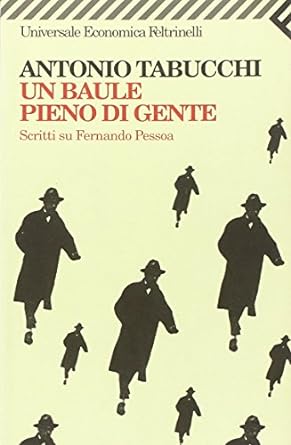 Universale Economica Feltrinelli
ANTONIO TABUCCHI
UN BAULE
PIENO DI GENTE
Scritti su Fernando Pessoa